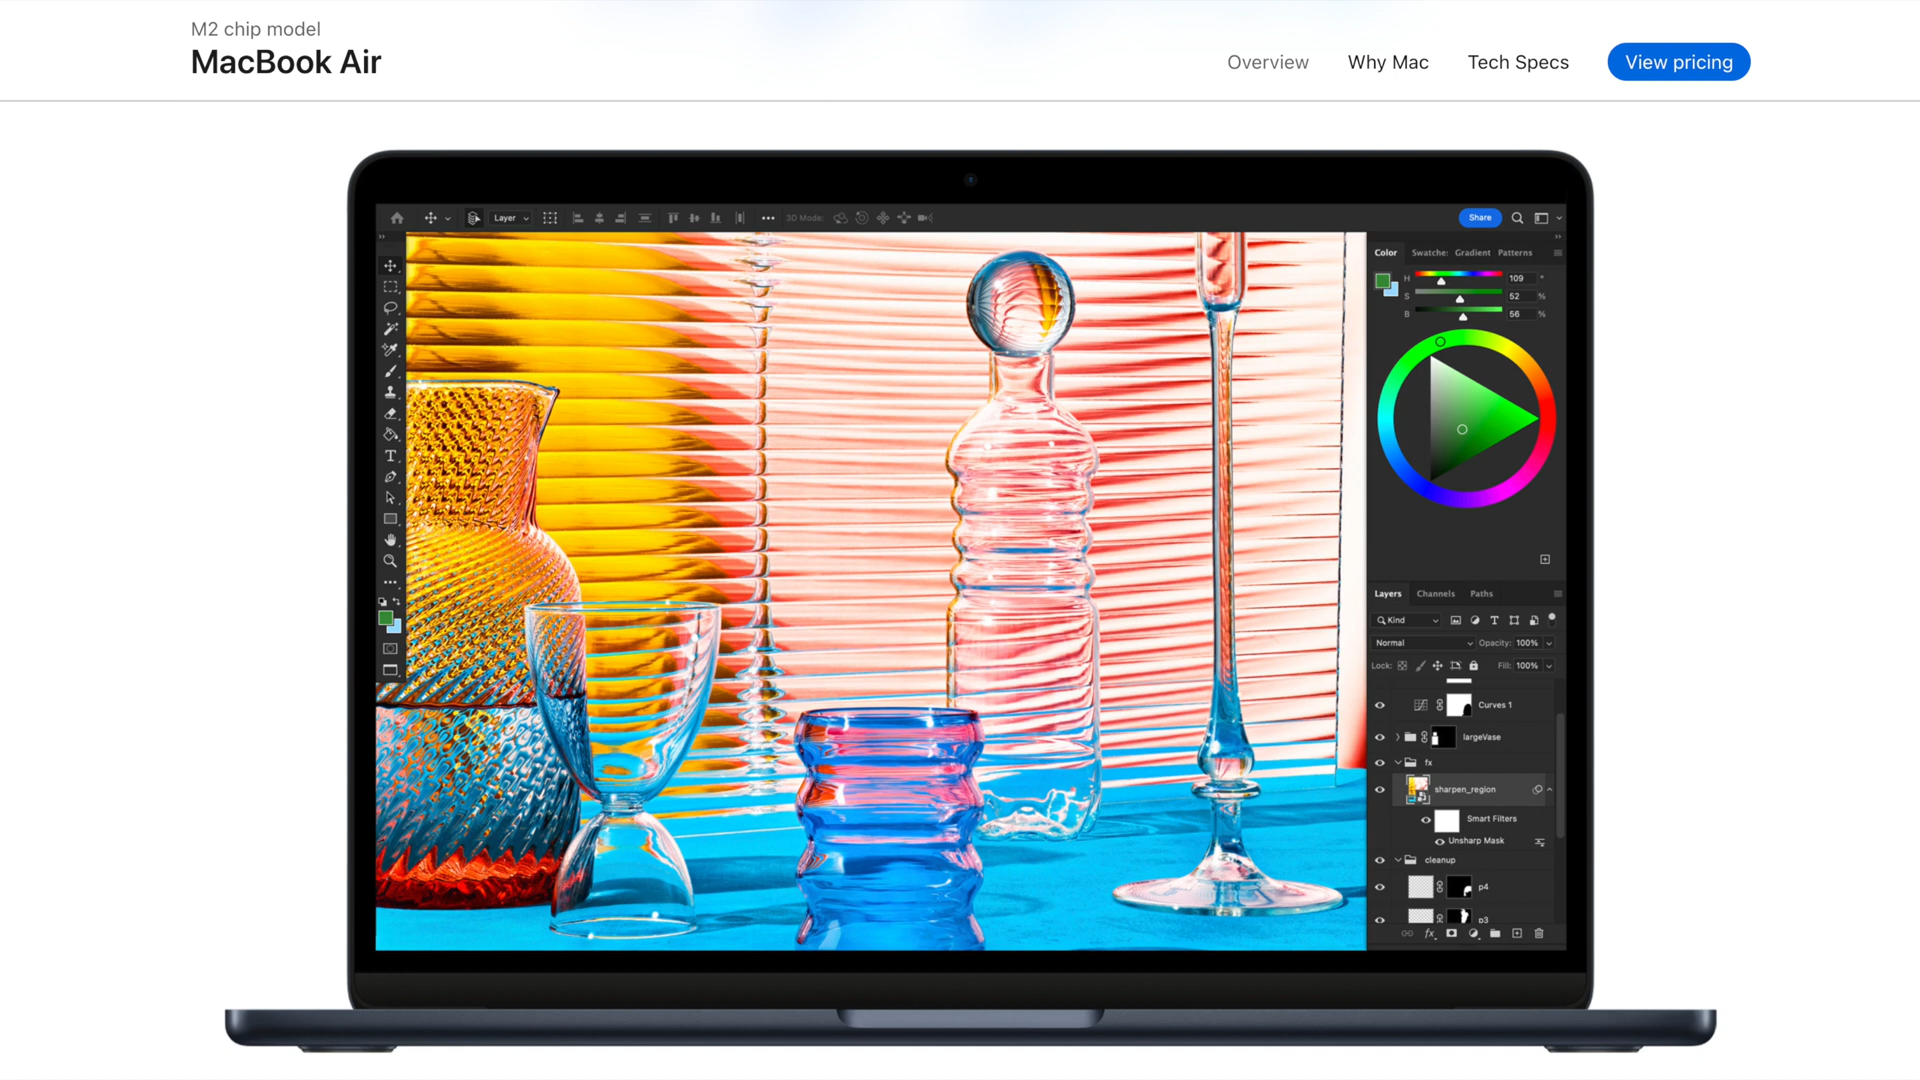 M2 chip model
MacBook Air
Overview
Why Mac
Tech Specs
View pricing
Layer
3D Mode:
Share
Color
Swatche:
Gradient
Patterns
H 109 °
S 52 %
B 56 %
T
Layers
Channels
Paths
Kind
T
Normal
Opacity: 100%
Lock:
Fill: 100%
Curves 1
largeVase
fx
sharpen_region
Smart Filters
Unsharp Mask
cleanup
p4
p3
fx